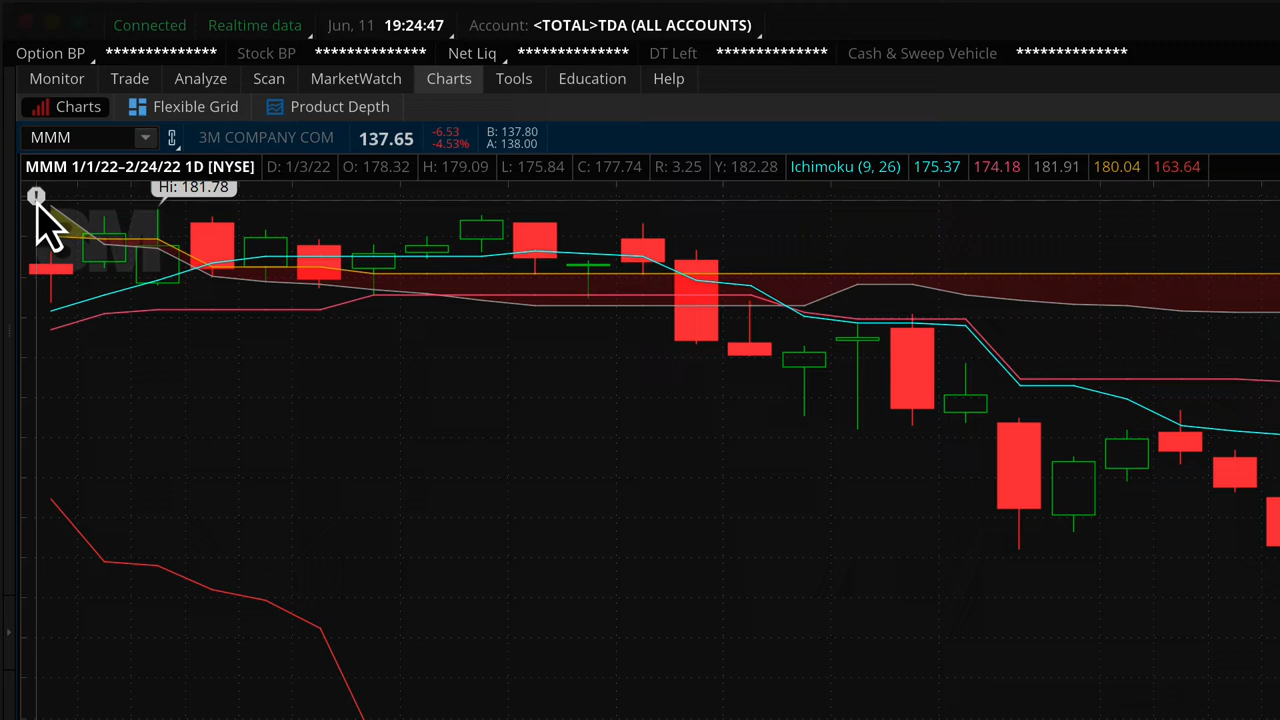 Connected Realtime data Jun, 11 19:24:47 Account: <TOTAL>TDA (ALL ACCOUNTS)
Option BP ************** Stock BP ************** Net Liq ************** DT Left ************** Cash & Sweep Vehicle **************
Monitor Trade Analyze Scan MarketWatch Charts Tools Education Help
Charts Flexible Grid Product Depth
MMM 3M COMPANY COM 137.65 -6.53 B: 137.80
-4.53% A: 138.00
MMM 1/1/22–2/24/22 1D [NYSE] D: 1/3/22 O: 178.32 H: 179.09 L: 175.84 C: 177.74 R: 3.25 Y: 182.28 Ichimoku (9, 26) 175.37 174.18 181.91 180.04 163.64
Hi: 181.78
3M